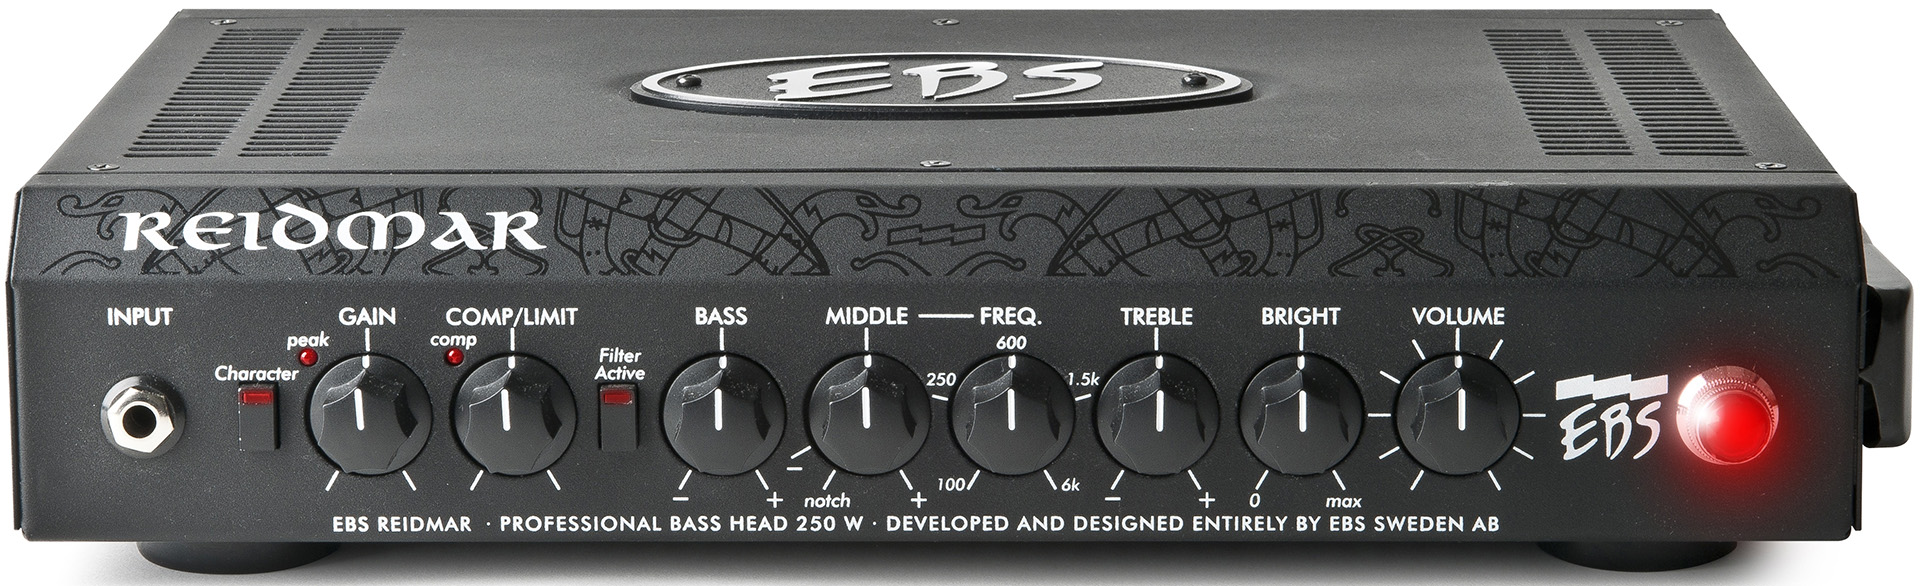 EBS
REIDMAR
INPUT
GAIN
COMP/LIMIT
BASS
MIDDLE
FREQ.
TREBLE
BRIGHT
VOLUME
peak
comp
Character
Filter
Active
600
250
1.5k
100
6k
- +
- notch +
- +
0 max
EBS
EBS REIDMAR · PROFESSIONAL BASS HEAD 250 W · DEVELOPED AND DESIGNED ENTIRELY BY EBS SWEDEN AB